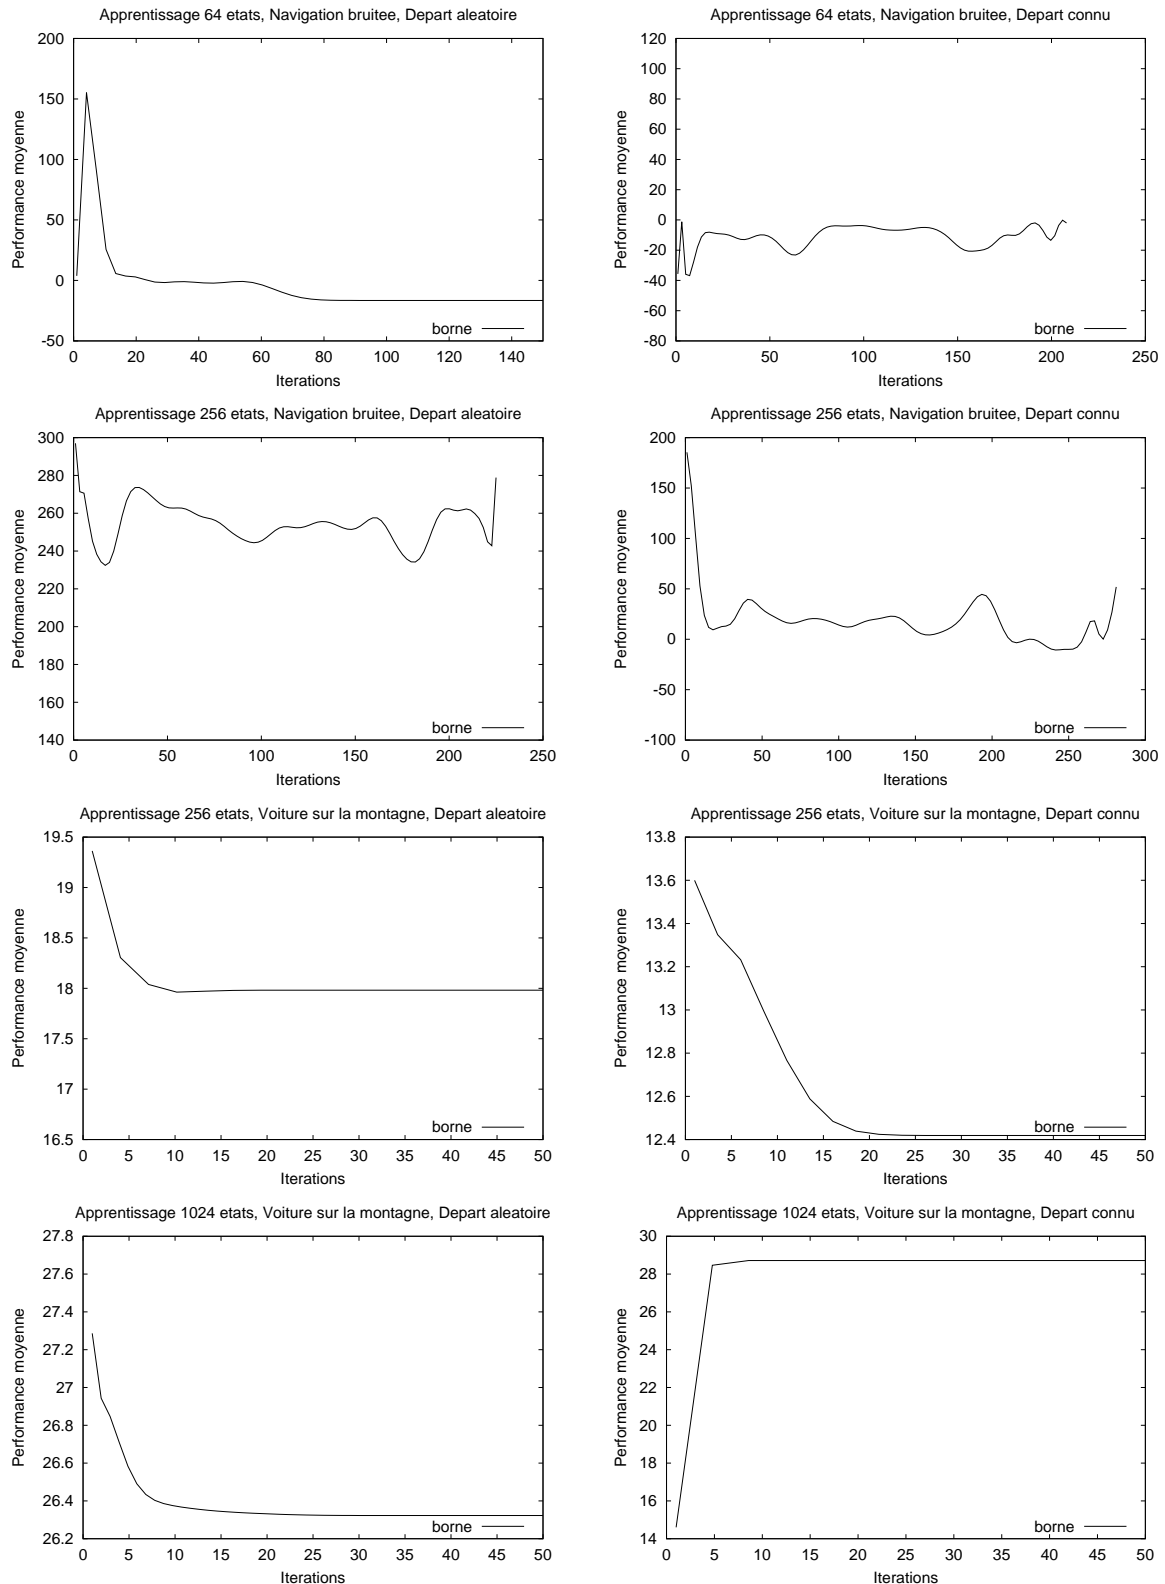 Apprentissage 64 etats, Navigation bruitee, Depart aleatoire
200
150
100
50
0
-50
0 20 40 60 80 100 120 140
Performance moyenne
Iterations
borne
Apprentissage 64 etats, Navigation bruitee, Depart connu
120
100
80
60
40
20
0
-20
-40
-60
-80
0 50 100 150 200 250
Performance moyenne
Iterations
borne
Apprentissage 256 etats, Navigation bruitee, Depart aleatoire
300
280
260
240
220
200
180
160
140
0 50 100 150 200 250
Performance moyenne
Iterations
borne
Apprentissage 256 etats, Navigation bruitee, Depart connu
200
150
100
50
0
-50
-100
0 50 100 150 200 250 300
Performance moyenne
Iterations
borne
Apprentissage 256 etats, Voiture sur la montagne, Depart aleatoire
19.5
19
18.5
18
17.5
17
16.5
0 5 10 15 20 25 30 35 40 45 50
Performance moyenne
Iterations
borne
Apprentissage 256 etats, Voiture sur la montagne, Depart connu
13.8
13.6
13.4
13.2
13
12.8
12.6
12.4
0 5 10 15 20 25 30 35 40 45 50
Performance moyenne
Iterations
borne
Apprentissage 1024 etats, Voiture sur la montagne, Depart aleatoire
27.8
27.6
27.4
27.2
27
26.8
26.6
26.4
26.2
0 5 10 15 20 25 30 35 40 45 50
Performance moyenne
Iterations
borne
Apprentissage 1024 etats, Voiture sur la montagne, Depart connu
30
28
26
24
22
20
18
16
14
0 5 10 15 20 25 30 35 40 45 50
Performance moyenne
Iterations
borne